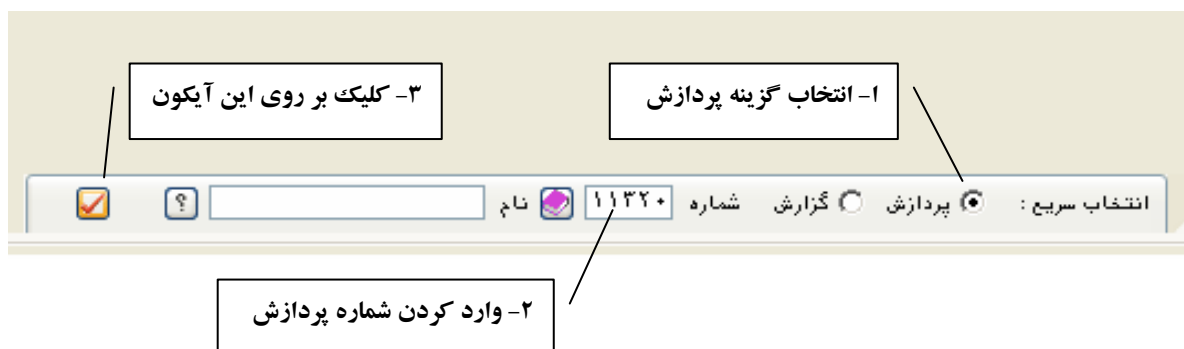 ۱- انتخاب گزینه پردازش
۳- کلیک بر روی این آیکون
انتخاب سریع : پردازش گزارش شماره ۱۱۳۲۰ نام ؟
۲- وارد کردن شماره پردازش